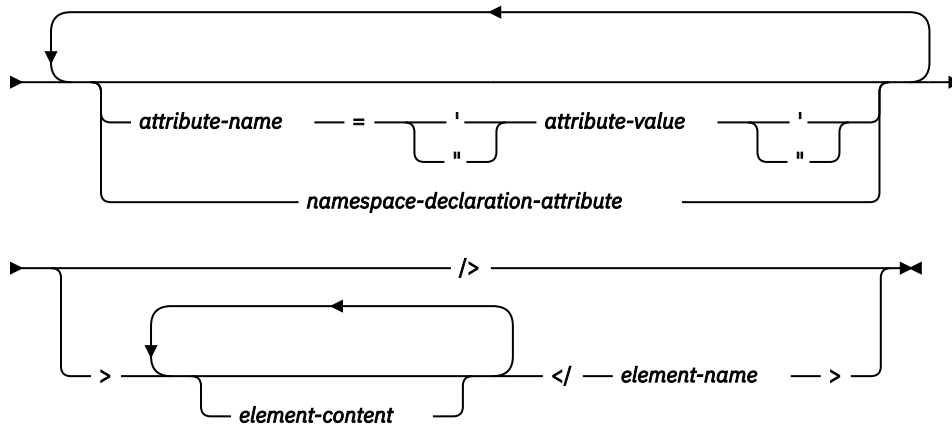 attribute-name = ' attribute-value '
" "
namespace-declaration-attribute
/>
> </ element-name >
element-content